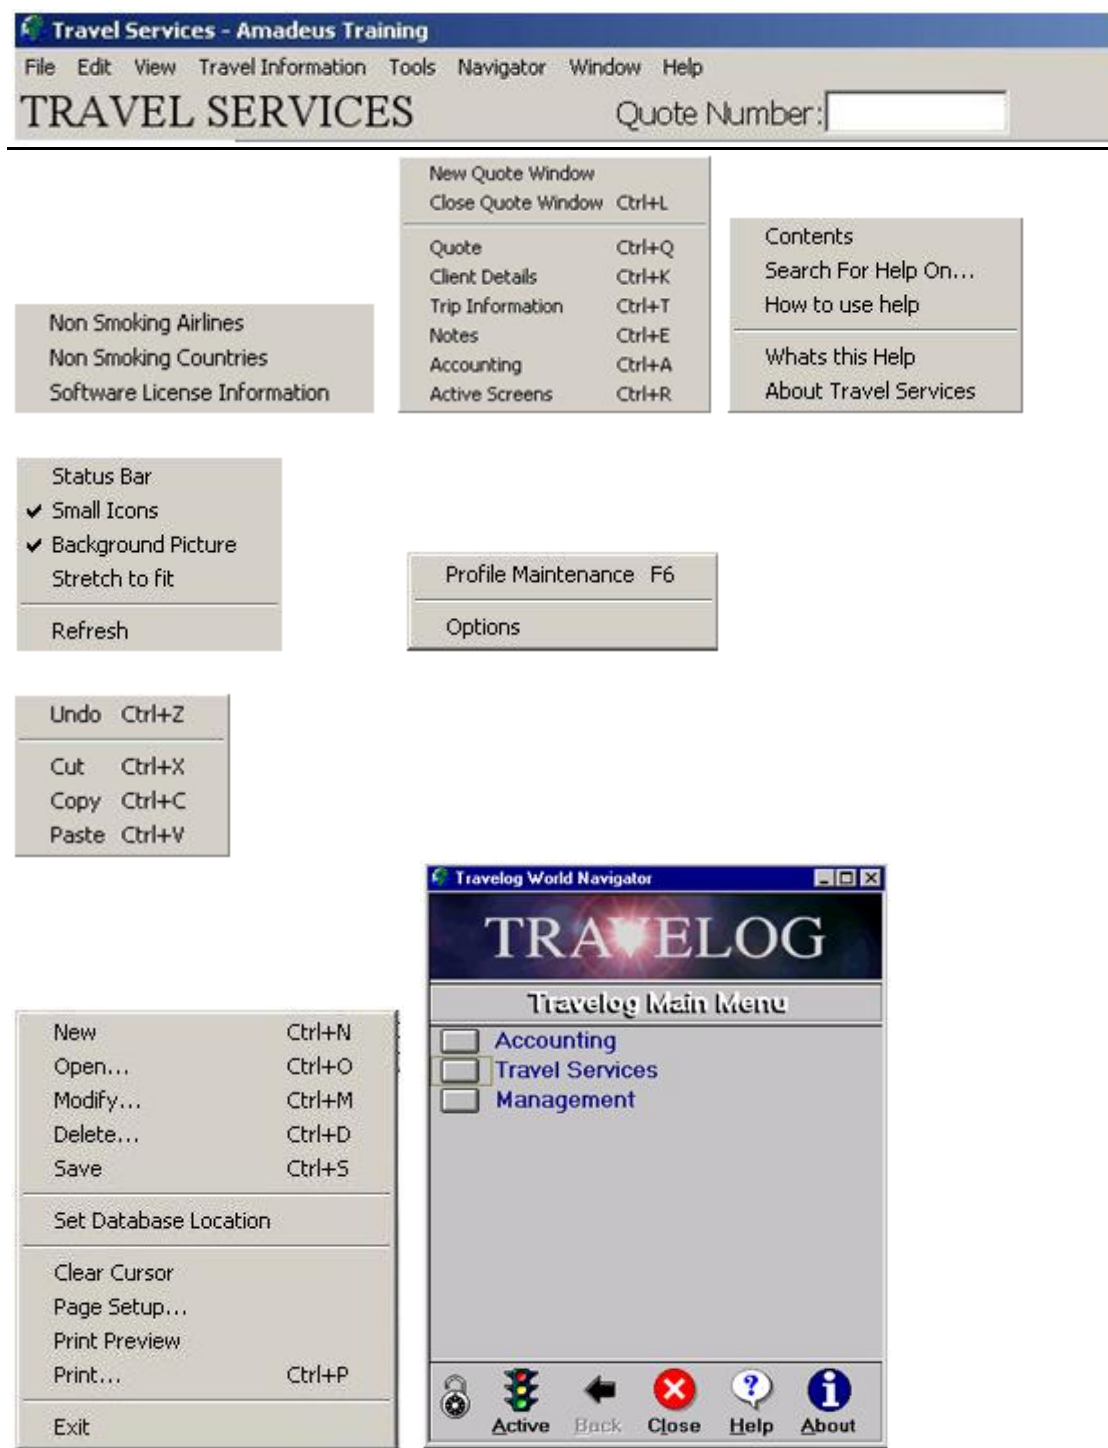 Travel Services - Amadeus Training
File Edit View Travel Information Tools Navigator Window Help
TRAVEL SERVICES Quote Number:
New Quote Window
Close Quote Window Ctrl+L
Quote Ctrl+Q
Client Details Ctrl+K
Trip Information Ctrl+T
Notes Ctrl+E
Accounting Ctrl+A
Active Screens Ctrl+R
Contents
Search For Help On...
How to use help
Whats this Help
About Travel Services
Non Smoking Airlines
Non Smoking Countries
Software License Information
Status Bar
Small Icons
Background Picture
Stretch to fit
Refresh
Profile Maintenance F6
Options
Undo Ctrl+Z
Cut Ctrl+X
Copy Ctrl+C
Paste Ctrl+V
Travelog World Navigator
TRAVELOG
Travelog Main Menu
Accounting
Travel Services
Management
Active Back Close Help About
New Ctrl+N
Open... Ctrl+O
Modify... Ctrl+M
Delete... Ctrl+D
Save Ctrl+S
Set Database Location
Clear Cursor
Page Setup...
Print Preview
Print... Ctrl+P
Exit